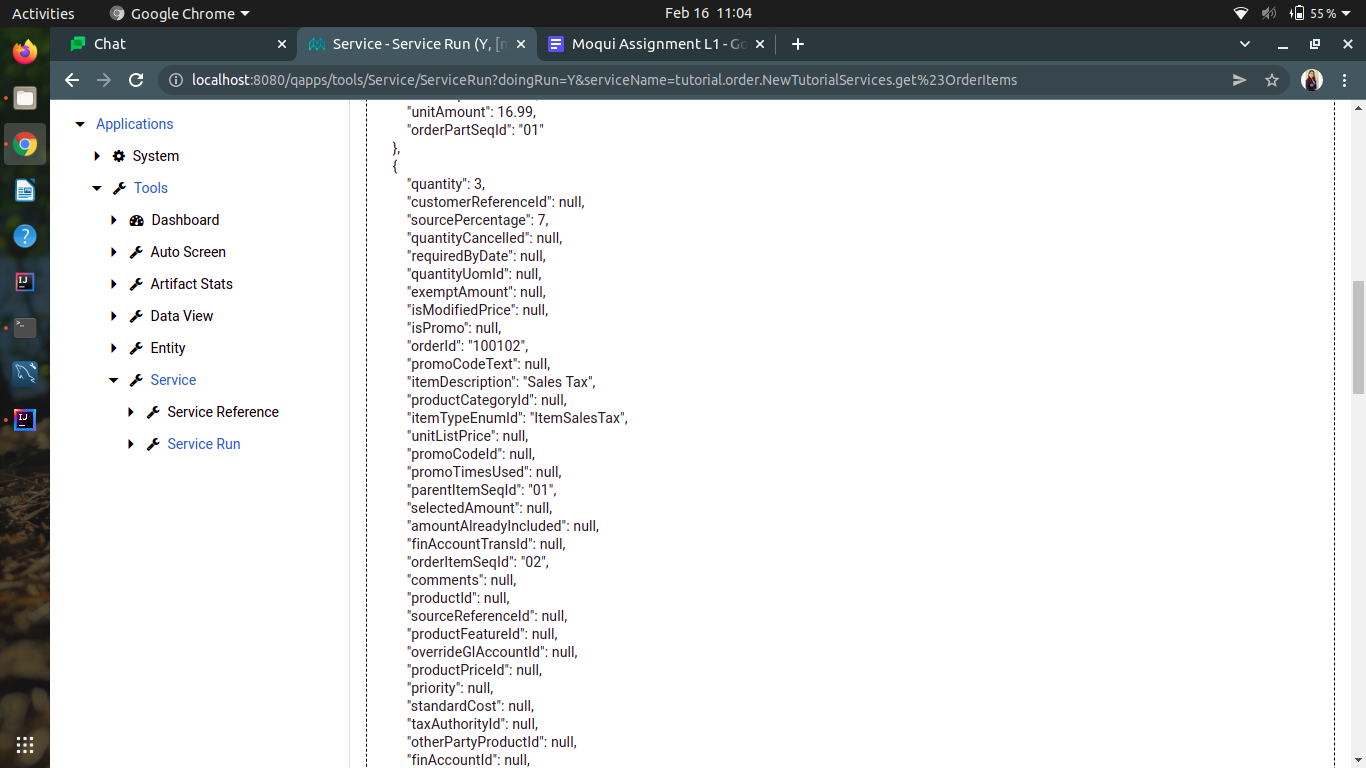 Activities
Google Chrome
Feb 16 11:04
55 %
Chat
Service - Service Run (Y, [n
Moqui Assignment L1 - Go
localhost:8080/qapps/tools/Service/ServiceRun?doingRun=Y&serviceName=tutorial.order.NewTutorialServices.get%23OrderItems
Applications
System
Tools
Dashboard
Auto Screen
Artifact Stats
Data View
Entity
Service
Service Reference
Service Run
"unitAmount": 16.99,
"orderPartSeqId": "01"
},
{
"quantity": 3,
"customerReferenceId": null,
"sourcePercentage": 7,
"quantityCancelled": null,
"requiredByDate": null,
"quantityUomId": null,
"exemptAmount": null,
"isModifiedPrice": null,
"isPromo": null,
"orderId": "100102",
"promoCodeText": null,
"itemDescription": "Sales Tax",
"productCategoryId": null,
"itemTypeEnumId": "ItemSalesTax",
"unitListPrice": null,
"promoCodeId": null,
"promoTimesUsed": null,
"parentItemSeqId": "01",
"selectedAmount": null,
"amountAlreadyIncluded": null,
"finAccountTransId": null,
"orderItemSeqId": "02",
"comments": null,
"productId": null,
"sourceReferenceId": null,
"productFeatureId": null,
"overrideGlAccountId": null,
"productPriceId": null,
"priority": null,
"standardCost": null,
"taxAuthorityId": null,
"otherPartyProductId": null,
"finAccountId": null,